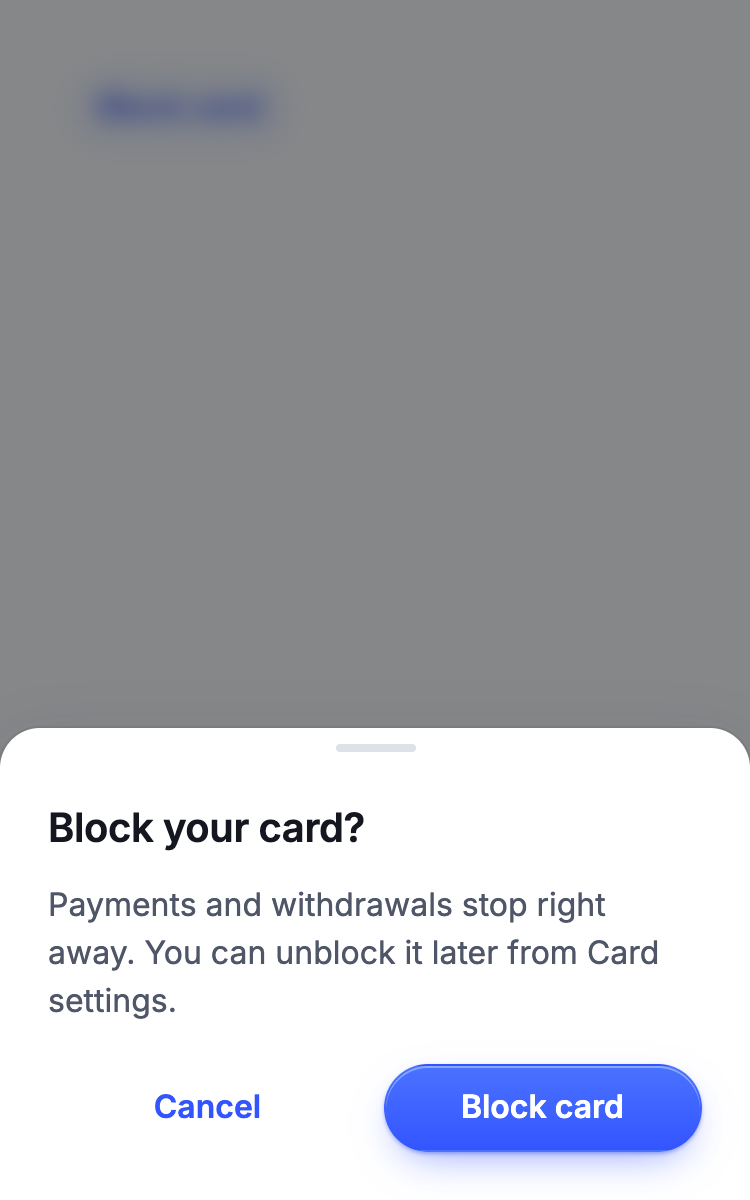 Block your card?
Payments and withdrawals stop right
away. You can unblock it later from Card
settings.
Cancel
Block card